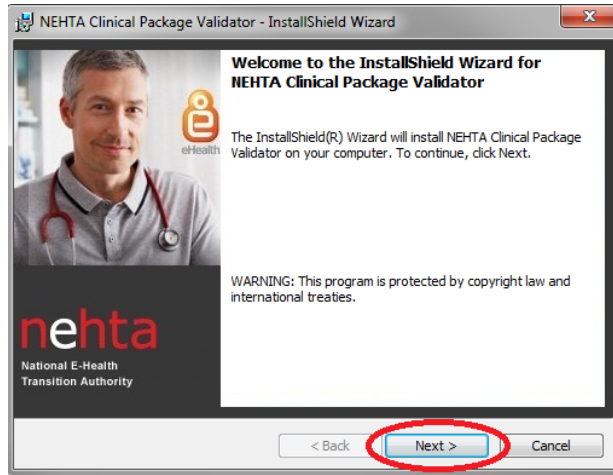 NEHTA Clinical Package Validator - InstallShield Wizard
Welcome to the InstallShield Wizard for
NEHTA Clinical Package Validator
eHealth
The InstallShield(R) Wizard will install NEHTA Clinical Package
Validator on your computer. To continue, click Next.
WARNING: This program is protected by copyright law and
international treaties.
nehta
National E-Health
Transition Authority
< Back
Next >
Cancel